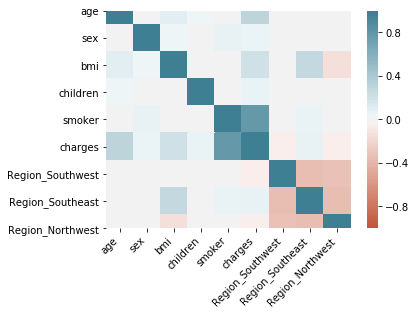 age
sex
bmi
children
smoker
charges
Region_Southwest
Region_Southeast
Region_Northwest
age
sex
bmi
children
smoker
charges
Region_Southwest
Region_Southeast
Region_Northwest
0.8
0.4
0.0
−0.4
−0.8